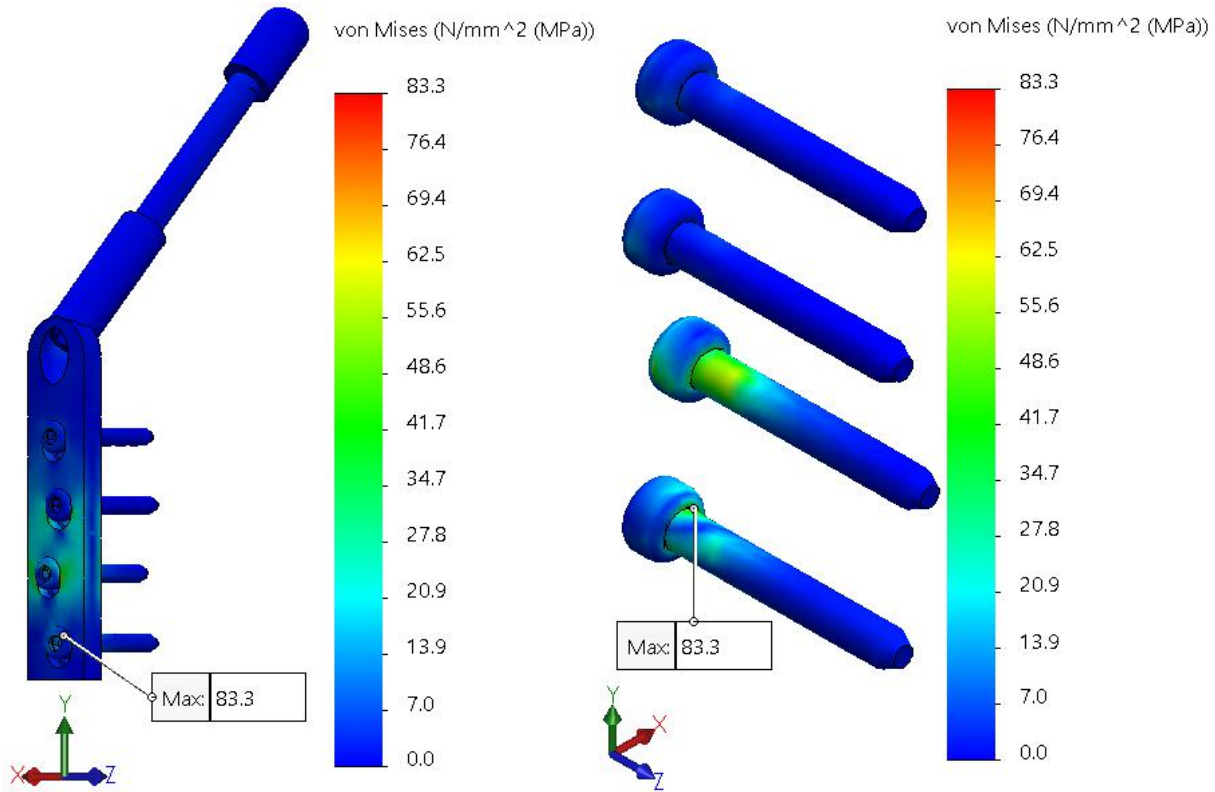 von Mises (N/mm^2 (MPa))
83.3
76.4
69.4
62.5
55.6
48.6
41.7
34.7
27.8
20.9
13.9
7.0
0.0
Max: 83.3
Y
X
Z
von Mises (N/mm^2 (MPa))
83.3
76.4
69.4
62.5
55.6
48.6
41.7
34.7
27.8
20.9
13.9
7.0
0.0
Max: 83.3
Y
X
Z